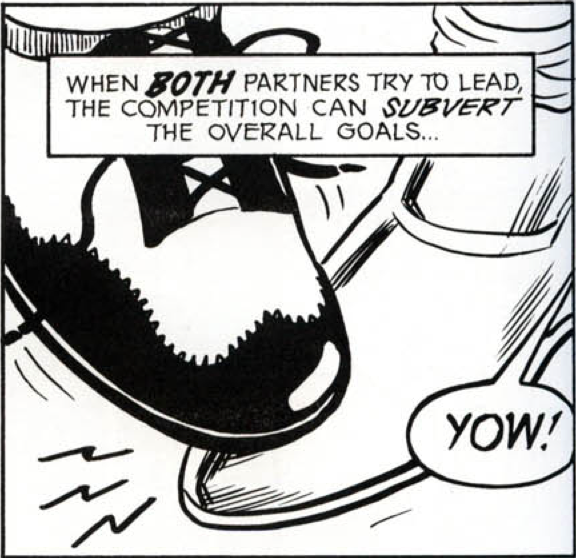 WHEN BOTH PARTNERS TRY TO LEAD,
THE COMPETITION CAN SUBVERT
THE OVERALL GOALS...
YOW!